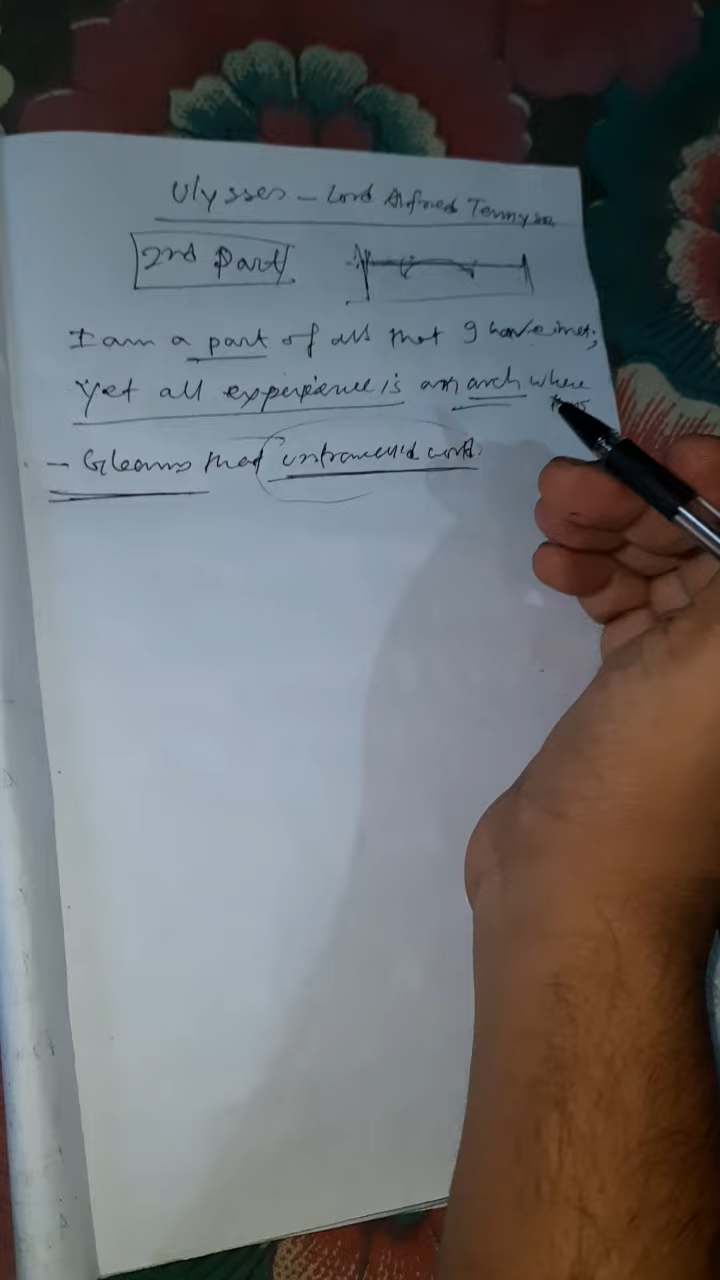 Ulysses - Lord Alfred Tennyson
2nd Part
I am a part of all that I have met;
Yet all experience is an arch where
- Gleams that untravelled world